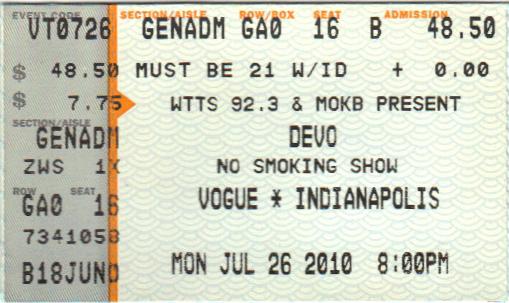 EVENT CODE SECTION/AISLE ROW/BOX SEAT ADMISSION
VT0726 GENADM GA0 16 B 48.50
$ 48.50 MUST BE 21 W/ID + 0.00
$ 7.75 WTTS 92.3 & MOKB PRESENT
SECTION/AISLE
GENADM DEVO
ZWS 1X NO SMOKING SHOW
ROW SEAT
GA0 16 VOGUE * INDIANAPOLIS
7341058
B18JUN0 MON JUL 26 2010 8:00PM